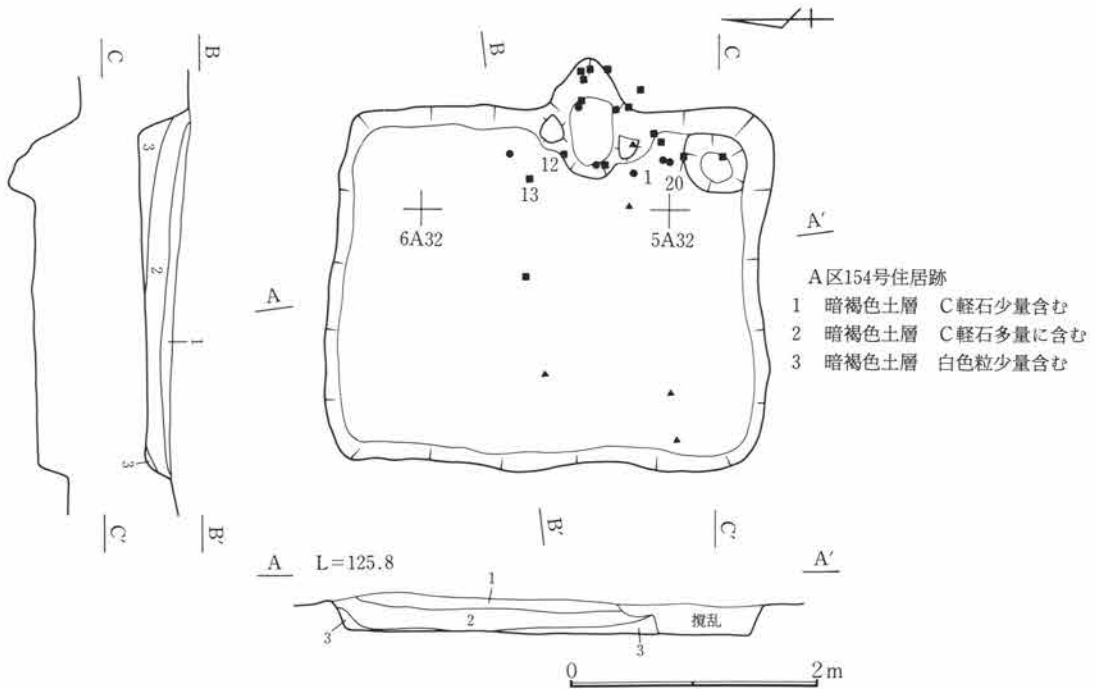 C
B
B
C
3
2
1
3
12
13
1
20
6A32
5A32
A
A′
A区154号住居跡
1 暗褐色土層 C軽石少量含む
2 暗褐色土層 C軽石多量に含む
3 暗褐色土層 白色粒少量含む
C′
B′
B′
C′
A L=125.8 A′
1
2
3
3
撹乱
0 2m